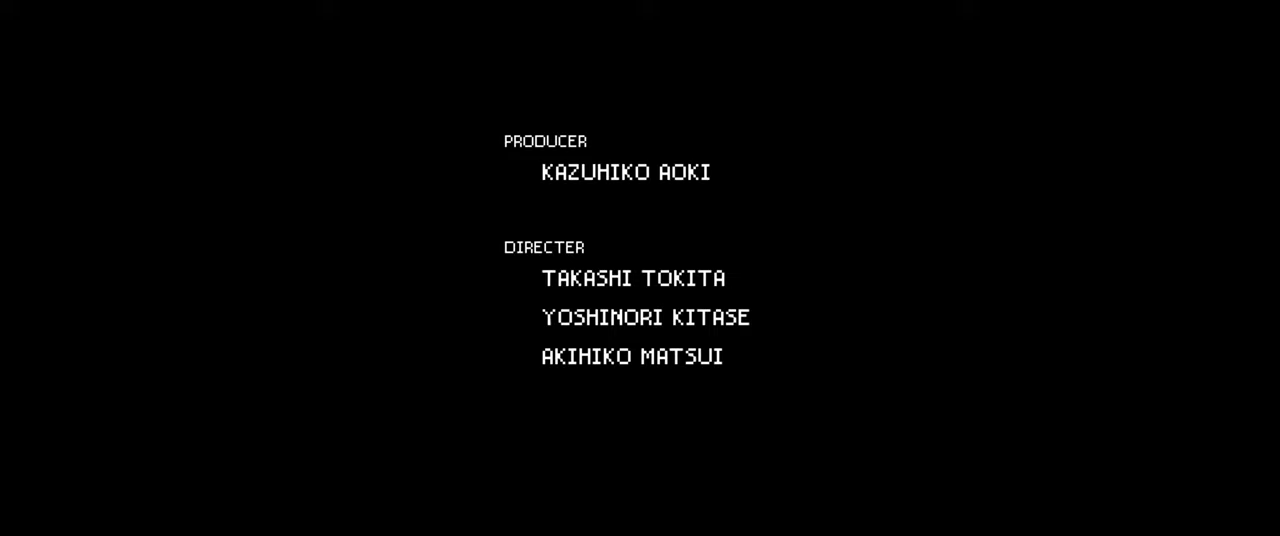 PRODUCER
KAZUHIKO AOKI
DIRECTER
TAKASHI TOKITA
YOSHINORI KITASE
AKIHIKO MATSUI